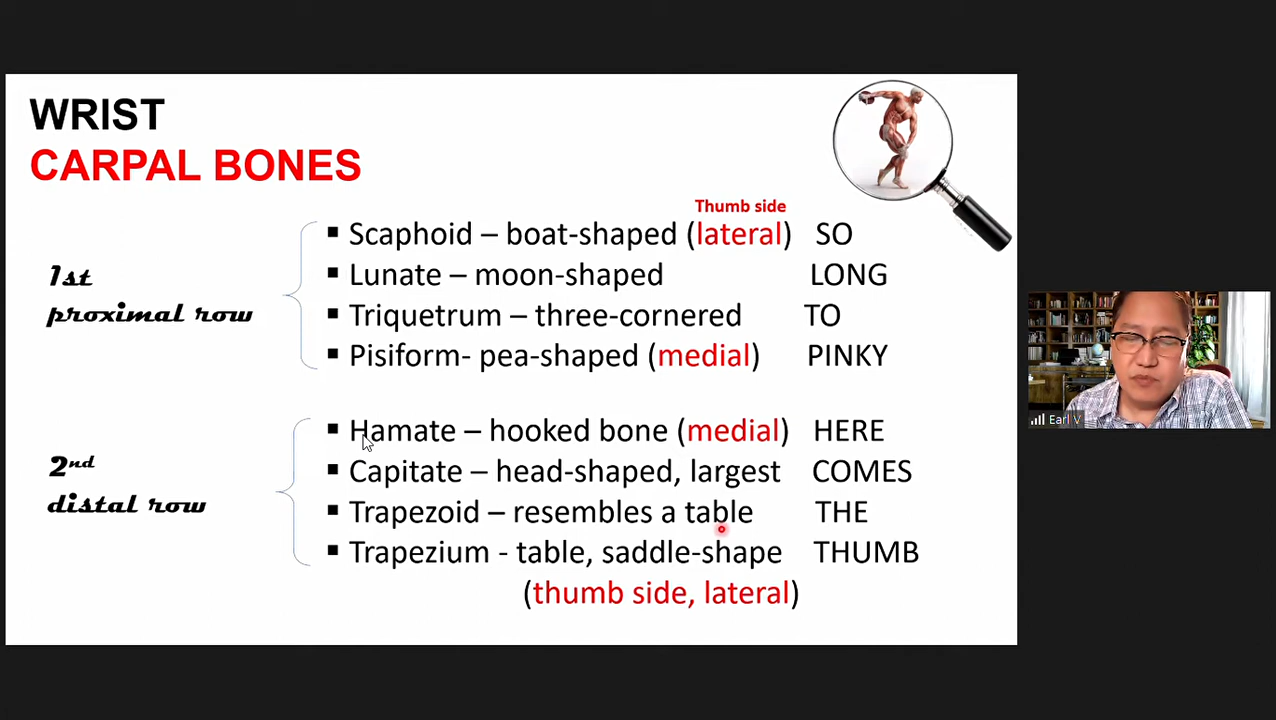 WRIST
CARPAL BONES
Thumb side
1st
proximal row
▪ Scaphoid – boat-shaped (lateral) SO
▪ Lunate – moon-shaped LONG
▪ Triquetrum – three-cornered TO
▪ Pisiform- pea-shaped (medial) PINKY
2nd
distal row
▪ Hamate – hooked bone (medial) HERE
▪ Capitate – head-shaped, largest COMES
▪ Trapezoid – resembles a table THE
▪ Trapezium - table, saddle-shape THUMB
(thumb side, lateral)
Earl V